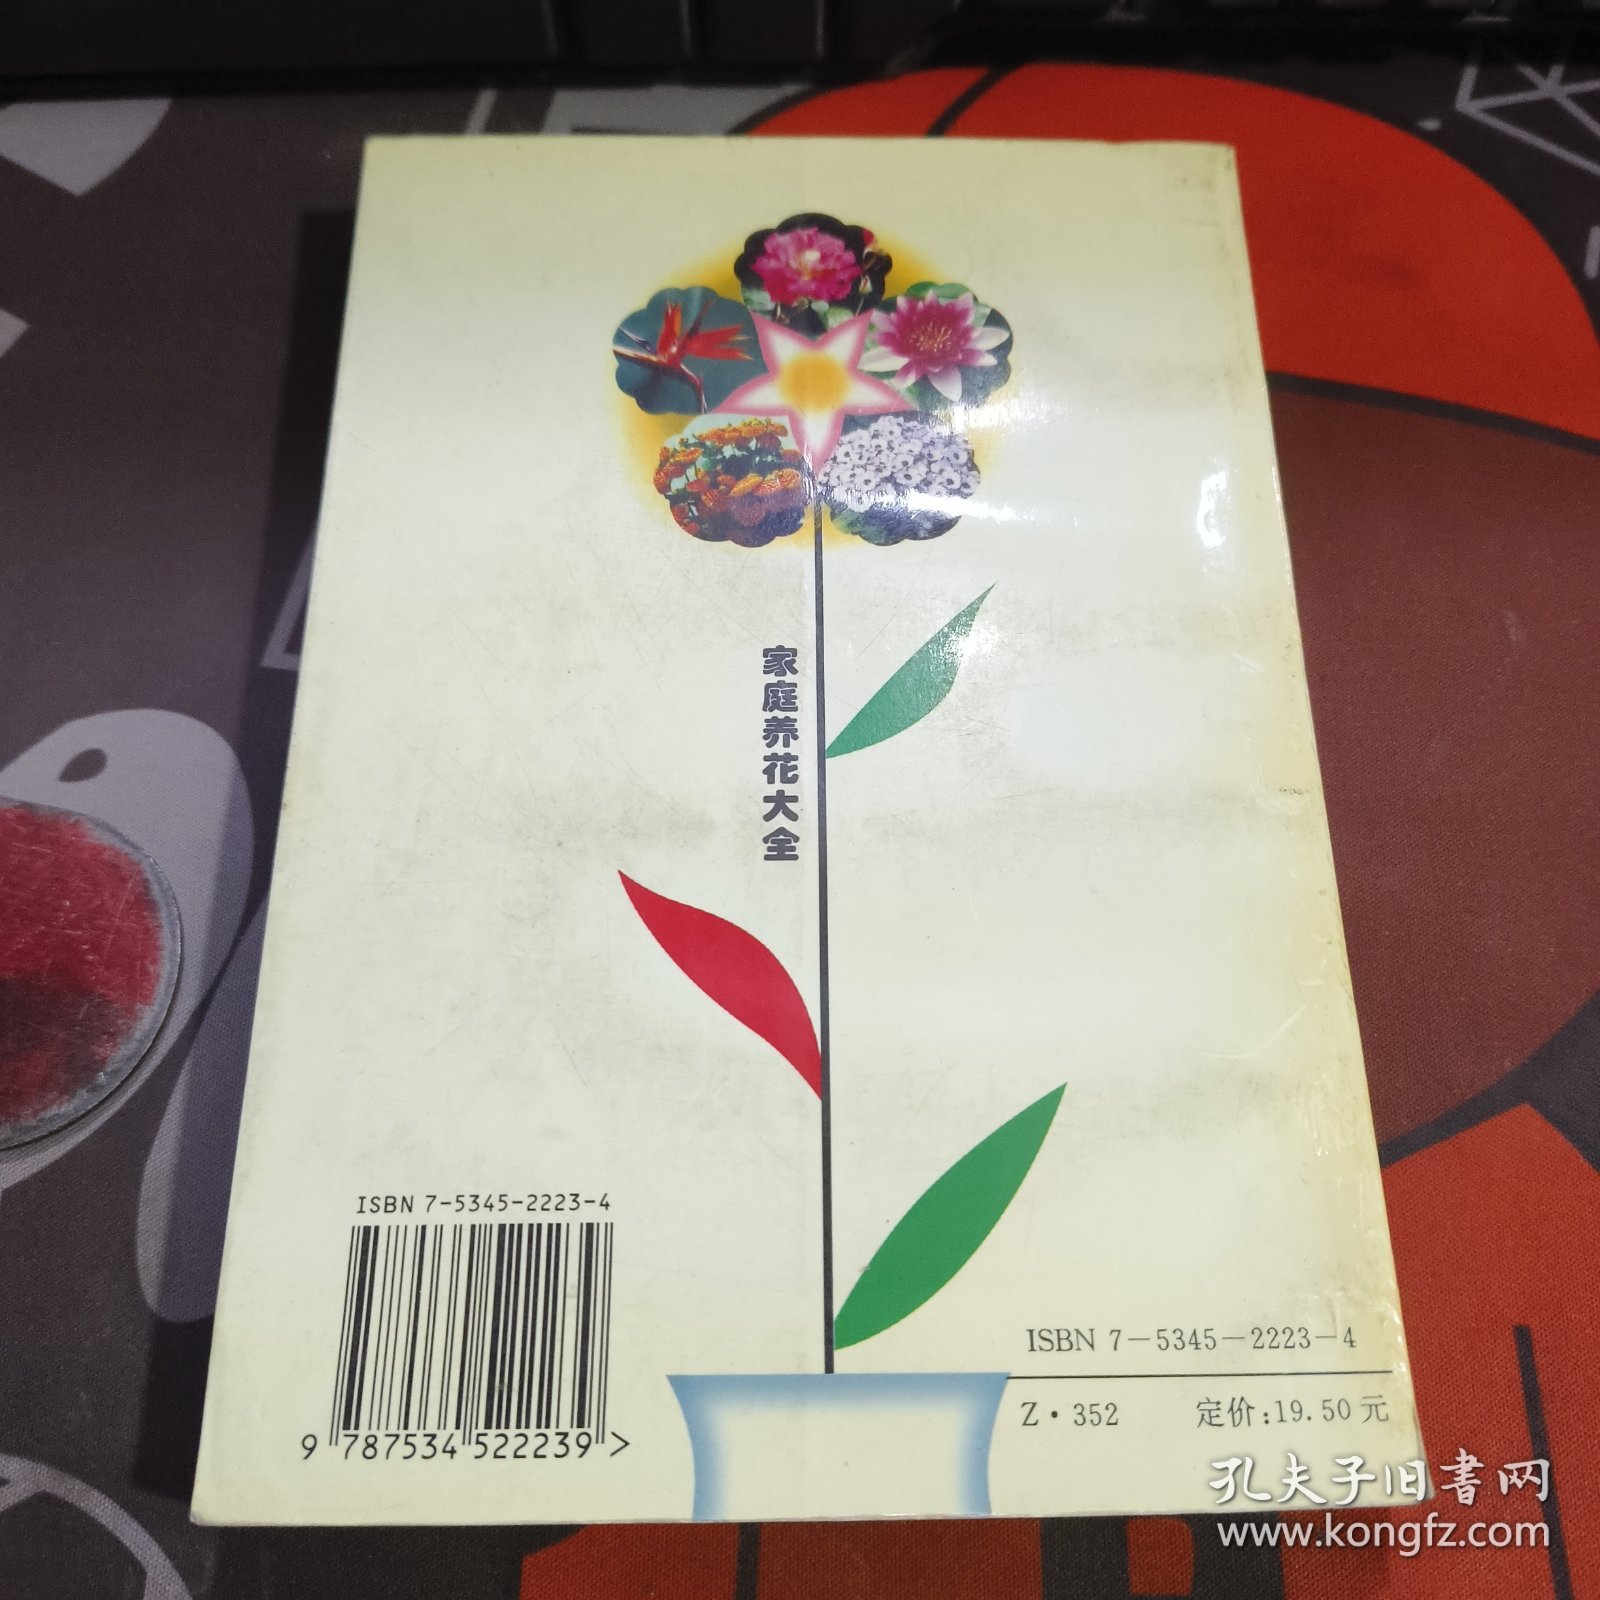 家庭养花大全
ISBN 7-5345-2223-4
9 787534 522239 >
ISBN 7-5345-2223-4
Z·352 定价:19.50元
孔夫子旧书网
www.kongfz.com